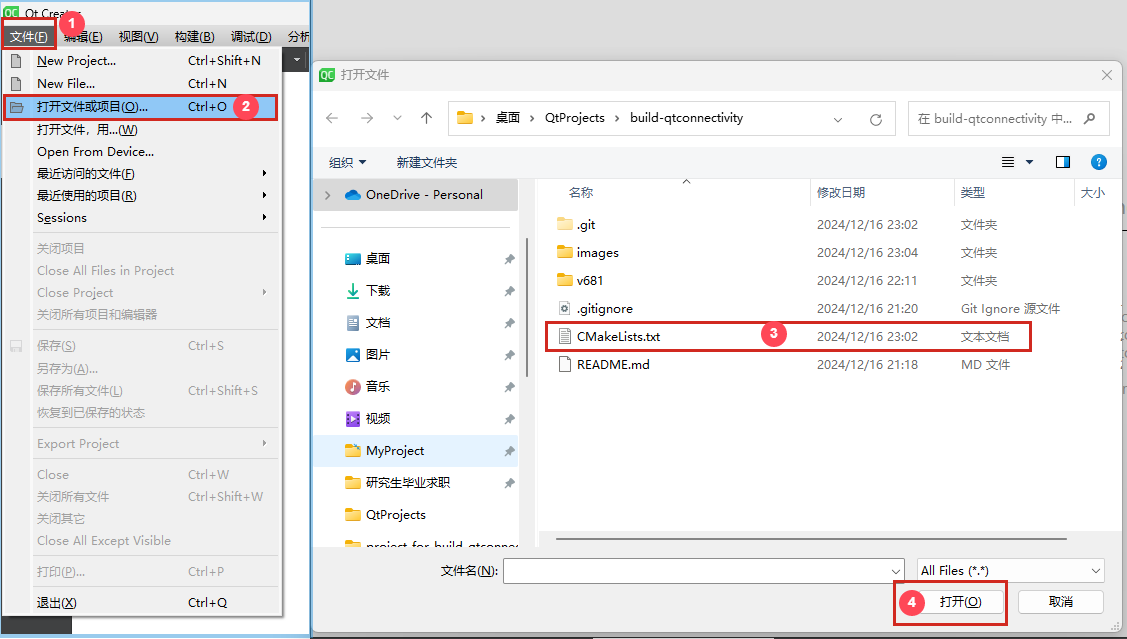 QC Qt Creator
1
文件(F) 编辑(E) 视图(V) 构建(B) 调试(D) 分析
New Project... Ctrl+Shift+N
New File... Ctrl+N
打开文件或项目(O)... Ctrl+O 2
打开文件，用...(W)
Open From Device...
最近访问的文件(F)
最近使用的项目(R)
Sessions
关闭项目
Close All Files in Project
Close Project
关闭所有项目和编辑器
保存(S) Ctrl+S
另存为(A)...
保存所有文件(L) Ctrl+Shift+S
恢复到已保存的状态
Export Project
Close Ctrl+W
关闭所有文件 Ctrl+Shift+W
关闭其它
Close All Except Visible
打印(P)... Ctrl+P
退出(X) Ctrl+Q
QC 打开文件
桌面 › QtProjects › build-qtconnectivity
在 build-qtconnectivity 中...
组织 新建文件夹
?
OneDrive - Personal
桌面
下载
文档
图片
音乐
视频
MyProject
研究生毕业求职
QtProjects
project-for-build-qtconnec
名称 修改日期 类型 大小
.git 2024/12/16 23:02 文件夹
images 2024/12/16 23:04 文件夹
v681 2024/12/16 22:11 文件夹
.gitignore 2024/12/16 21:20 Git Ignore 源文件
CMakeLists.txt 3 2024/12/16 23:02 文本文档
README.md 2024/12/16 21:18 MD 文件
文件名(N): All Files (*.*)
4 打开(O) 取消